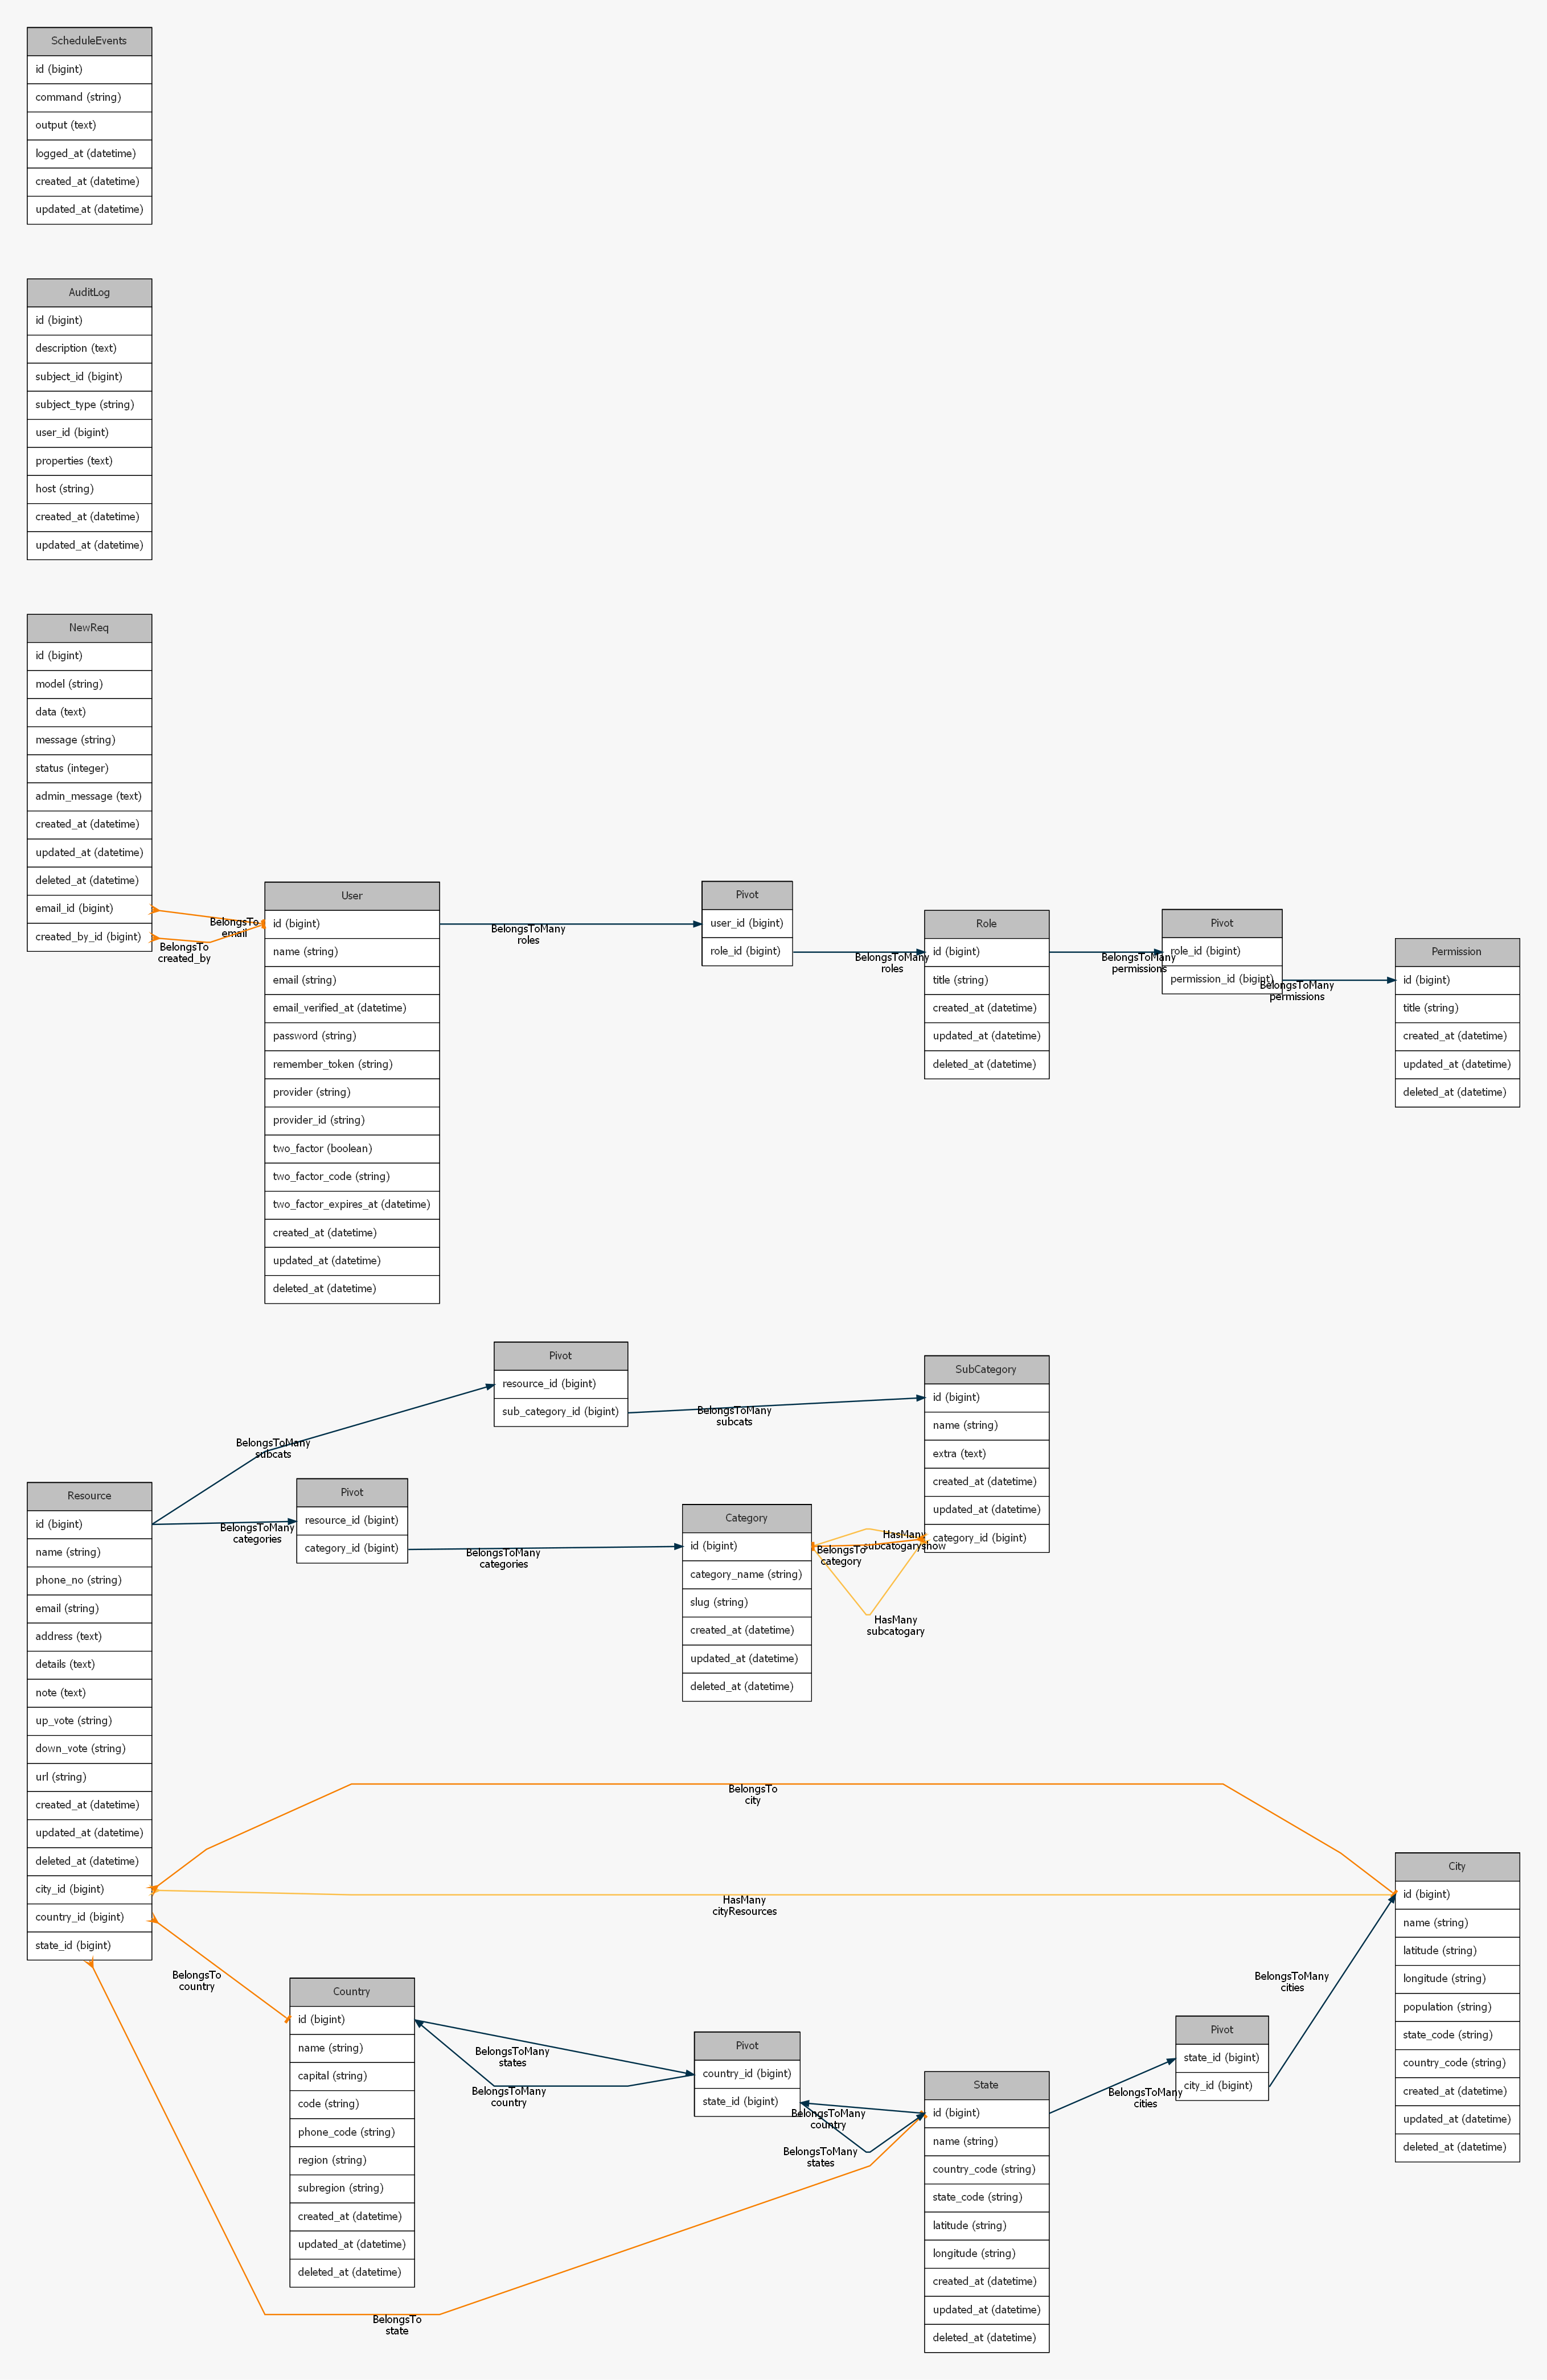 ScheduleEvents
id (bigint)
command (string)
output (text)
logged_at (datetime)
created_at (datetime)
updated_at (datetime)
AuditLog
id (bigint)
description (text)
subject_id (bigint)
subject_type (string)
user_id (bigint)
properties (text)
host (string)
created_at (datetime)
updated_at (datetime)
NewReq
id (bigint)
model (string)
data (text)
message (string)
status (integer)
admin_message (text)
created_at (datetime)
updated_at (datetime)
deleted_at (datetime)
email_id (bigint)
created_by_id (bigint)
BelongsTo
email
BelongsTo
created_by
User
id (bigint)
name (string)
email (string)
email_verified_at (datetime)
password (string)
remember_token (string)
provider (string)
provider_id (string)
two_factor (boolean)
two_factor_code (string)
two_factor_expires_at (datetime)
created_at (datetime)
updated_at (datetime)
deleted_at (datetime)
BelongsToMany
roles
Pivot
user_id (bigint)
role_id (bigint)
BelongsToMany
roles
Role
id (bigint)
title (string)
created_at (datetime)
updated_at (datetime)
deleted_at (datetime)
BelongsToMany
permissions
Pivot
role_id (bigint)
permission_id (bigint)
BelongsToMany
permissions
Permission
id (bigint)
title (string)
created_at (datetime)
updated_at (datetime)
deleted_at (datetime)
Pivot
resource_id (bigint)
sub_category_id (bigint)
BelongsToMany
subcats
BelongsToMany
subcats
SubCategory
id (bigint)
name (string)
extra (text)
created_at (datetime)
updated_at (datetime)
category_id (bigint)
Resource
id (bigint)
name (string)
phone_no (string)
email (string)
address (text)
details (text)
note (text)
up_vote (string)
down_vote (string)
url (string)
created_at (datetime)
updated_at (datetime)
deleted_at (datetime)
city_id (bigint)
country_id (bigint)
state_id (bigint)
BelongsToMany
categories
Pivot
resource_id (bigint)
category_id (bigint)
BelongsToMany
categories
Category
id (bigint)
category_name (string)
slug (string)
created_at (datetime)
updated_at (datetime)
deleted_at (datetime)
BelongsTo
category
HasMany
subcatogaryshow
HasMany
subcatogary
BelongsTo
city
HasMany
cityResources
BelongsTo
country
BelongsTo
state
Country
id (bigint)
name (string)
capital (string)
code (string)
phone_code (string)
region (string)
subregion (string)
created_at (datetime)
updated_at (datetime)
deleted_at (datetime)
BelongsToMany
states
BelongsToMany
country
Pivot
country_id (bigint)
state_id (bigint)
BelongsToMany
country
BelongsToMany
states
State
id (bigint)
name (string)
country_code (string)
state_code (string)
latitude (string)
longitude (string)
created_at (datetime)
updated_at (datetime)
deleted_at (datetime)
BelongsToMany
cities
Pivot
state_id (bigint)
city_id (bigint)
BelongsToMany
cities
City
id (bigint)
name (string)
latitude (string)
longitude (string)
population (string)
state_code (string)
country_code (string)
created_at (datetime)
updated_at (datetime)
deleted_at (datetime)